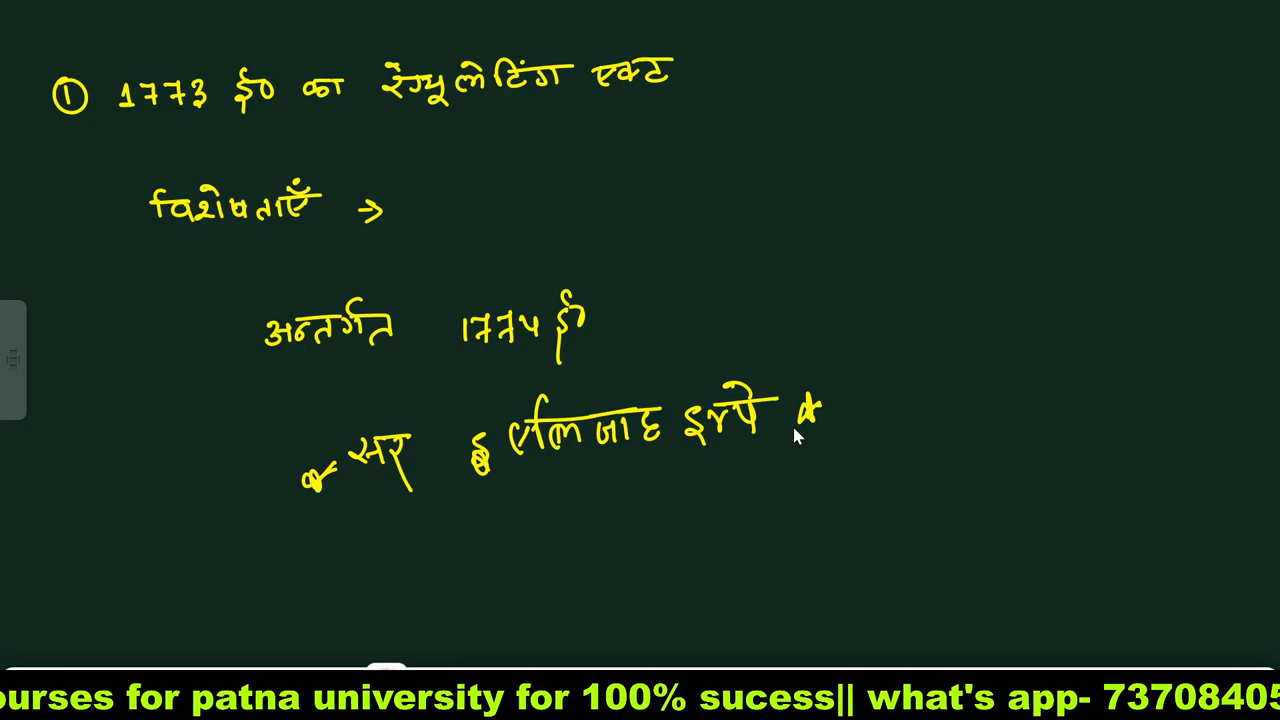 ① 1773 ई० का रेग्यूलेटिंग एक्ट
विशेषताएँ →
अन्तर्गत 1774 ई०
* सर एलिजाह इम्पे *
ourses for patna university for 100% sucess|| what's app- 73708405